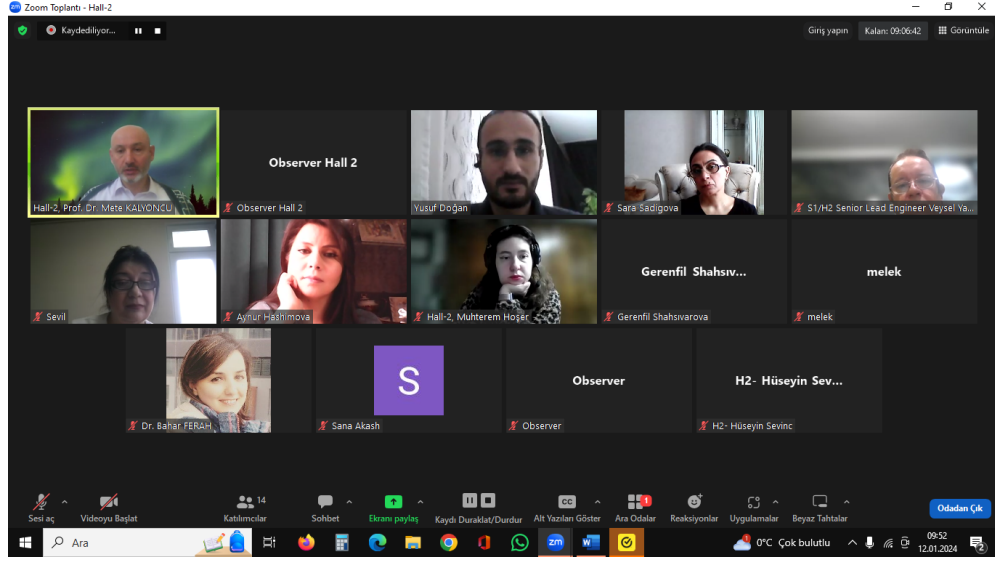 Zoom Toplantı - Hall-2
Kaydediliyor...
Giriş yapın
Kalan: 09:06:42
Görüntüle
Hall-2, Prof. Dr. Mete KALYONCU
Observer Hall 2
Observer Hall 2
Yusuf Doğan
Sara Sadigova
S1/H2 Senior Lead Engineer Veysel Ya...
Sevil
Aynur Hashimova
Hall-2, Muhterem Hoşer
Gerenfil Shahsıv...
Gerenfil Shahsıvarova
melek
melek
Dr. Bahar FERAH
S
Sana Akash
Observer
Observer
H2- Hüseyin Sev...
H2- Hüseyin Sevinc
Sesi aç
Videoyu Başlat
14
Katılımcılar
Sohbet
Ekranı paylaş
Kaydı Duraklat/Durdur
CC
Alt Yazıları Göster
1
Ara Odalar
Reaksiyonlar
Uygulamalar
Beyaz Tahtalar
Odadan Çık
Ara
zm
0°C Çok bulutlu
09:52
12.01.2024
2